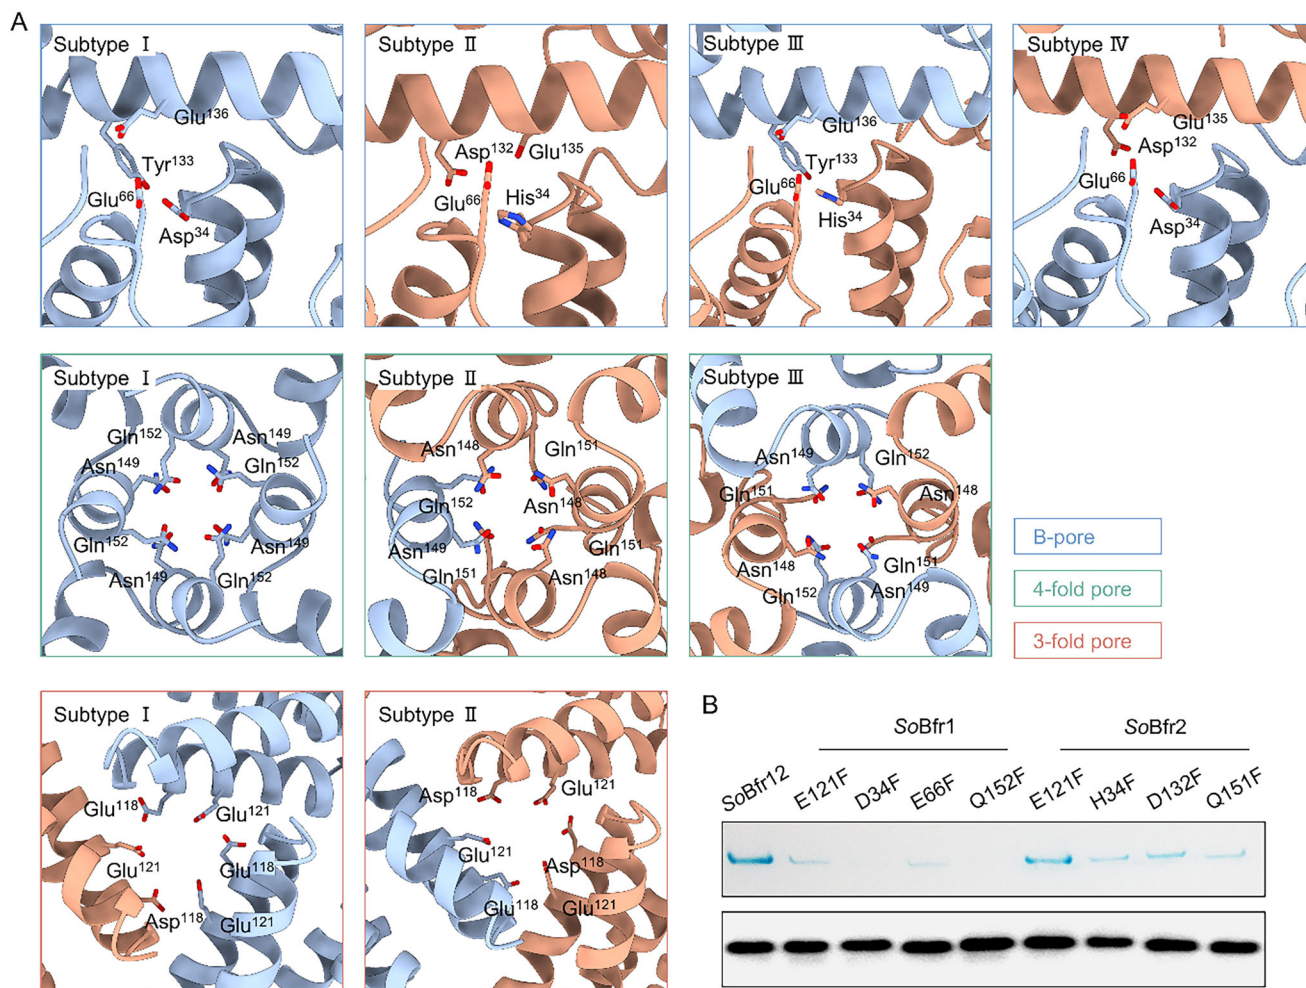 A
Subtype Ⅰ
Glu136
Tyr133
Glu66
Asp34
Subtype Ⅱ
Asp132
Glu135
Glu66
His34
Subtype Ⅲ
Glu136
Tyr133
Glu66
His34
Subtype Ⅳ
Glu135
Asp132
Glu66
Asp34
Subtype Ⅰ
Gln152
Asn149
Asn149
Gln152
Gln152
Asn149
Asn149
Gln152
Subtype Ⅱ
Asn148
Gln151
Gln152
Asn148
Asn149
Gln151
Gln151
Asn148
Subtype Ⅲ
Asn149
Gln152
Gln151
Asn148
Asn148
Gln151
Gln152
Asn149
B-pore
4-fold pore
3-fold pore
Subtype Ⅰ
Glu118
Glu121
Glu121
Glu118
Asp118
Glu121
Subtype Ⅱ
Asp118
Glu121
Glu121
Asp118
Glu118
Glu121
B
SoBfr1 SoBfr2
SoBfr12 E121F D34F E66F Q152F E121F H34F D132F Q151F